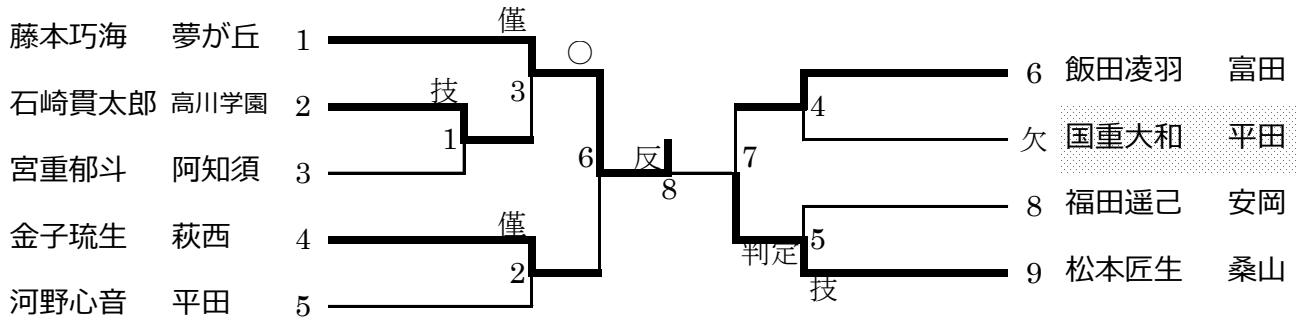 藤本巧海 夢が丘 1
石崎貫太郎 高川学園 2
宮重郁斗 阿知須 3
金子琉生 萩西 4
河野心音 平田 5
僅
技
1
3
僅
2
〇
6
反
8
7
判定
4
5
技
6 飯田凌羽 富田
欠 国重大和 平田
8 福田遥己 安岡
9 松本匠生 桑山